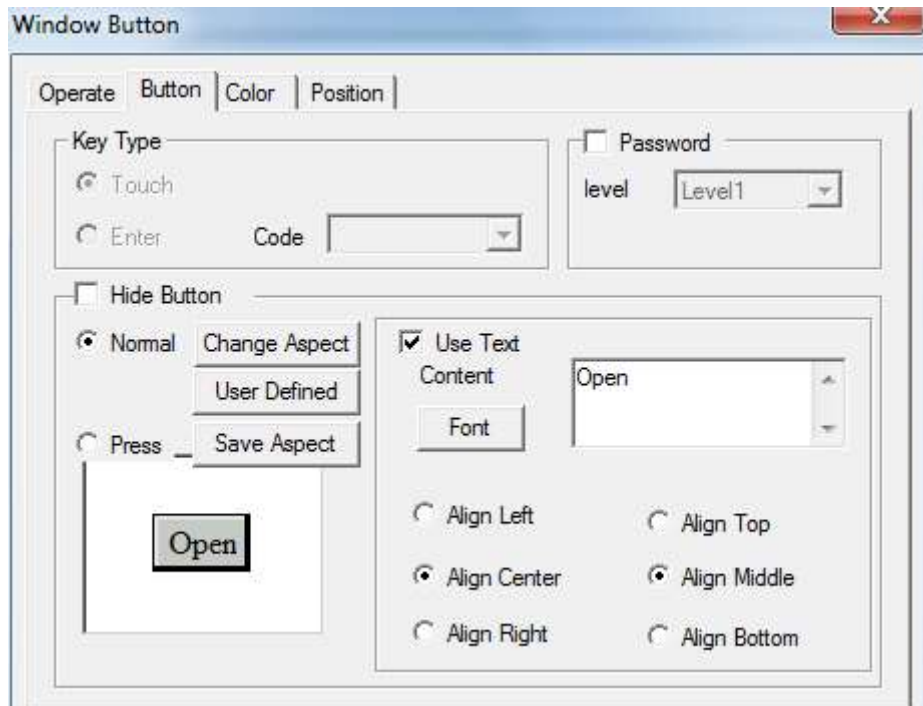 Window Button
Operate Button Color Position
Key Type
Touch
Enter Code
Password
level Level1
Hide Button
Normal Change Aspect
User Defined
Press Save Aspect
Open
Use Text
Content Open
Font
Align Left Align Top
Align Center Align Middle
Align Right Align Bottom